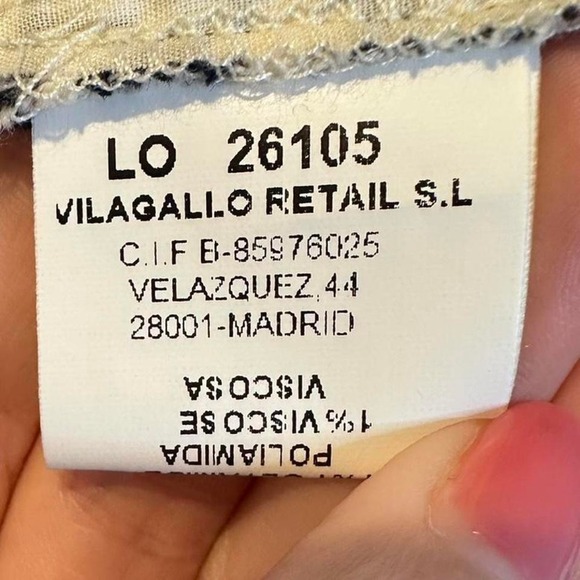 LO 26105
VILAGALLO RETAIL S.L
C.I.F B-85976025
VELAZQUEZ,44
28001-MADRID
VISCOSA
1% VISCOSE
POLIAMIDA